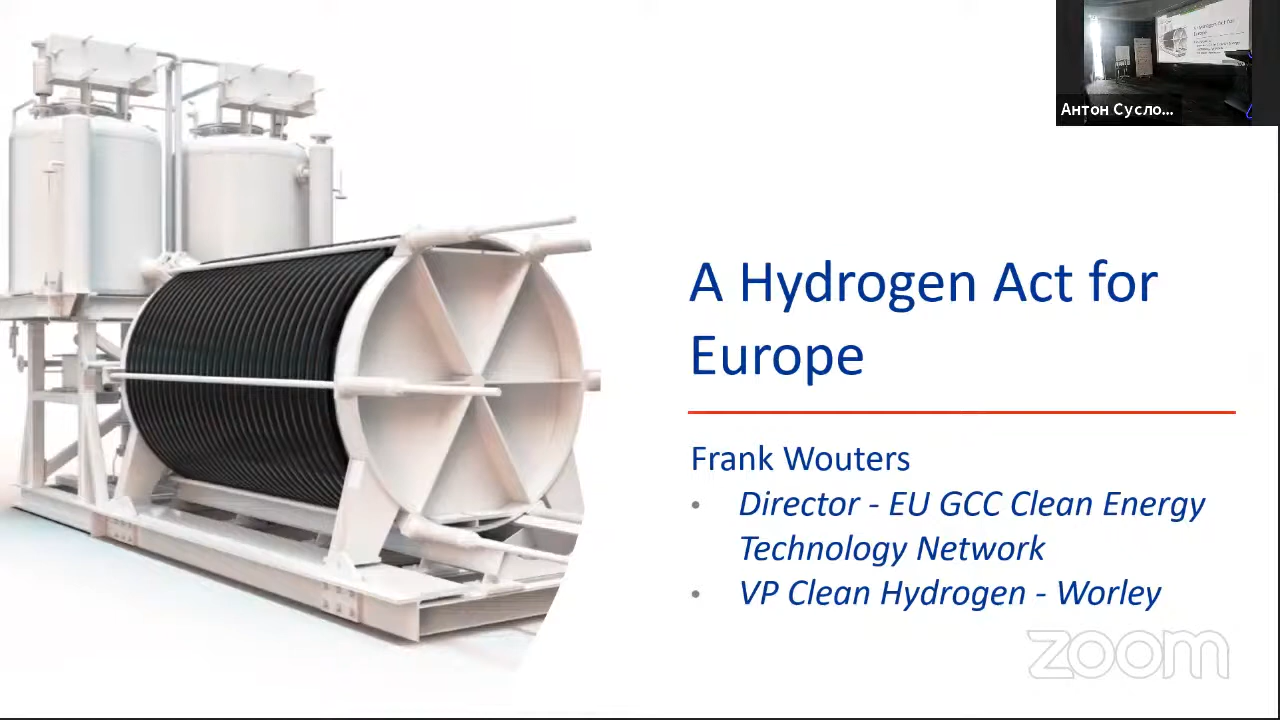 Антон Сусло...
A Hydrogen Act for
Europe
Frank Wouters
• Director - EU GCC Clean Energy
Technology Network
• VP Clean Hydrogen - Worley
zoom